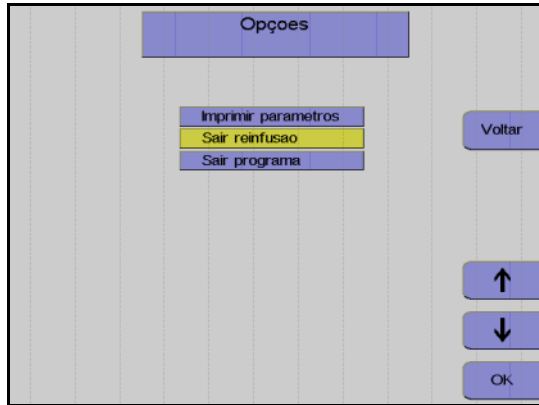 Opçoes
Imprimir parametros
Sair reinfusao
Voltar
Sair programa
↑
↓
OK